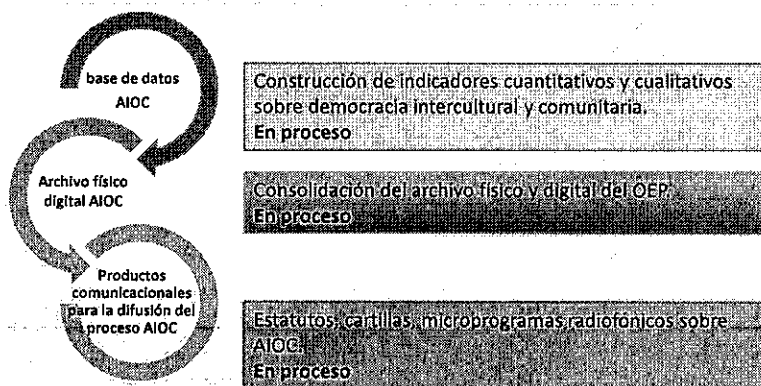 base de datos
AIOC
Construcción de indicadores cuantitativos y cualitativos
sobre democracia intercultural y comunitaria.
En proceso
Archivo físico
digital AIOC
Consolidación del archivo físico y digital del OEP.
En proceso
Productos
comunicacionales
para la difusión del
proceso AIOC
Estatutos, cartillas, microprogramas radiofónicos sobre
AIOC.
En proceso